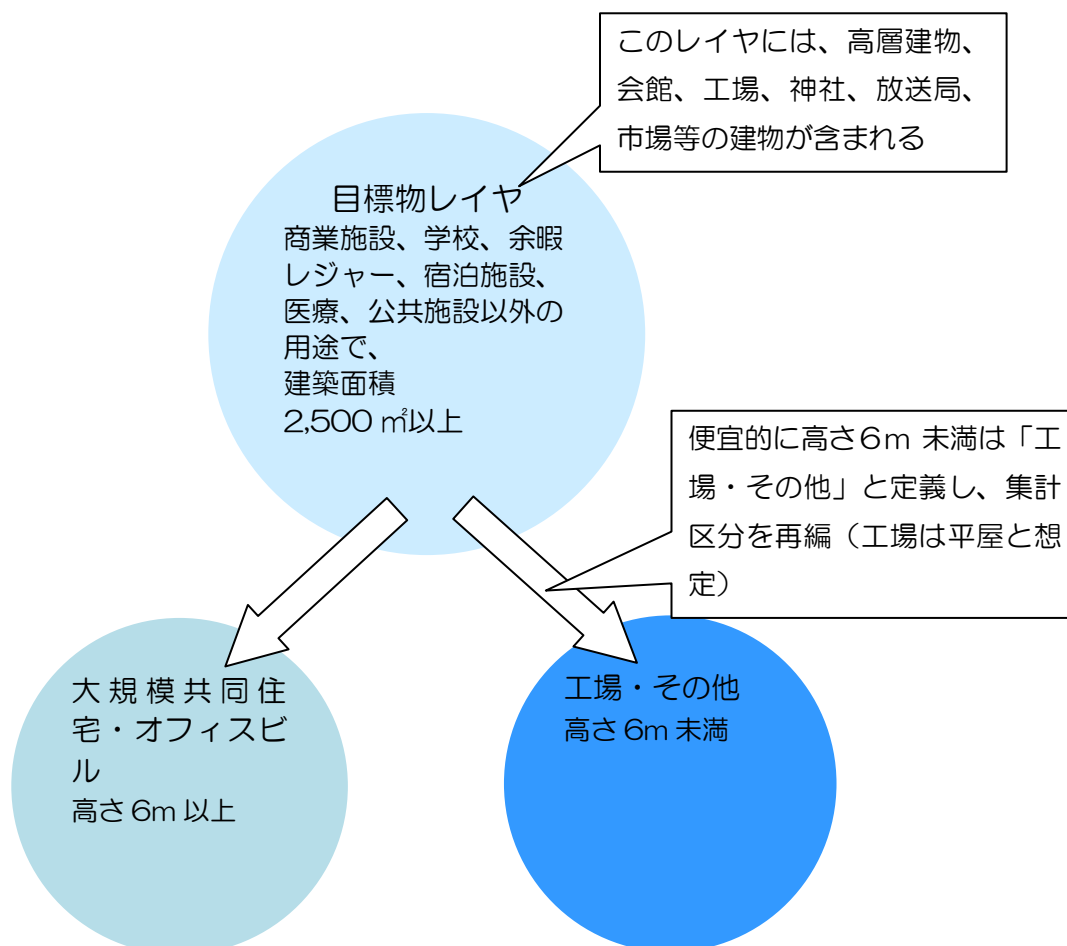 このレイヤには、高層建物、
会館、工場、神社、放送局、
市場等の建物が含まれる
目標物レイヤ
商業施設、学校、余暇
レジャー、宿泊施設、
医療、公共施設以外の
用途で、
建築面積
2,500 ㎡以上
便宜的に高さ6m 未満は「工
場・その他」と定義し、集計
区分を再編（工場は平屋と想
定）
大規模共同住
宅・オフィスビ
ル
高さ6m 以上
工場・その他
高さ6m 未満